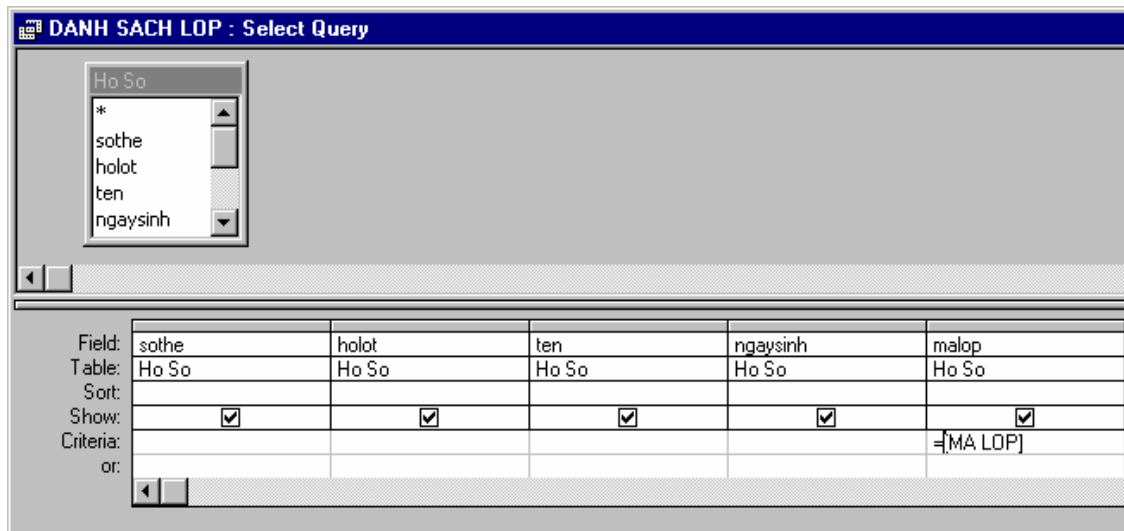 DANH SACH LOP : Select Query
Ho So
*
sothe
holot
ten
ngaysinh
Field: sothe holot ten ngaysinh malop
Table: Ho So Ho So Ho So Ho So Ho So
Sort:
Show:
Criteria: =[MA LOP]
or: